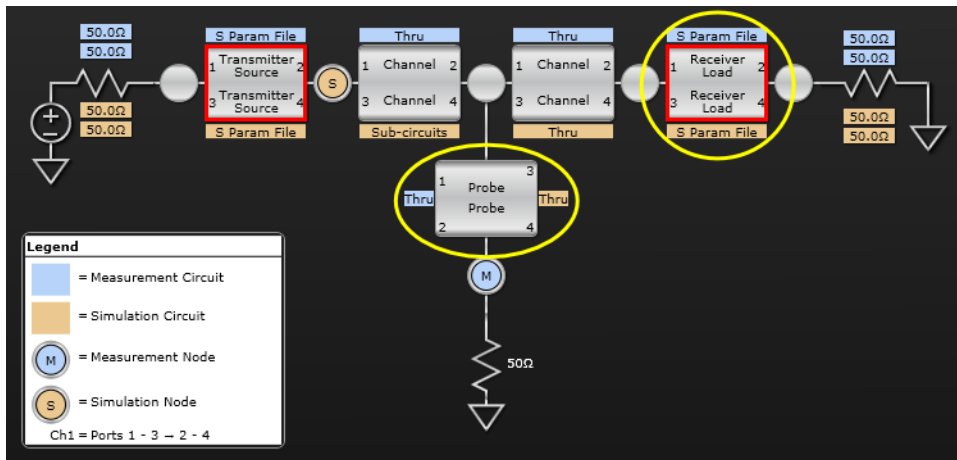 50.0Ω
50.0Ω
50.0Ω
50.0Ω
S Param File
1 Transmitter 2
Source
3 Transmitter 4
Source
S Param File
S
Thru
1 Channel 2
3 Channel 4
Sub-circuits
Thru
1 Channel 2
3 Channel 4
Thru
S Param File
1 Receiver 2
Load
3 Receiver 4
Load
S Param File
50.0Ω
50.0Ω
50.0Ω
50.0Ω
1 3
Thru Probe Thru
Probe
2 4
M
50Ω
Legend
= Measurement Circuit
= Simulation Circuit
M = Measurement Node
S = Simulation Node
Ch1 = Ports 1 - 3 → 2 - 4